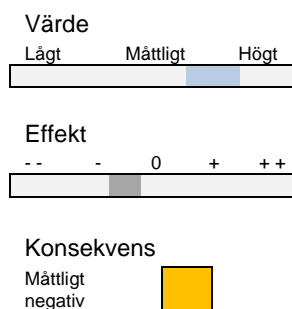 Värde
Lågt Måttligt Högt
Effekt
- - - 0 + + +
Konsekvens
Måttligt
negativ